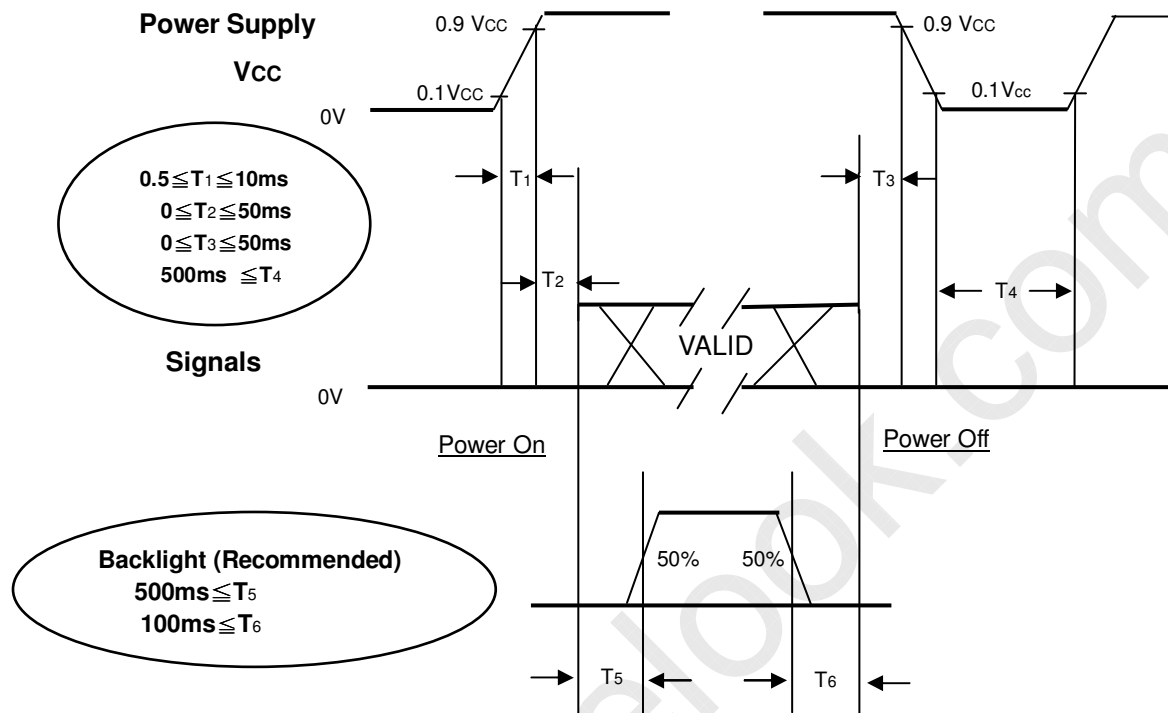 Power Supply
Vcc
0.9 Vcc
0.1Vcc
0V
0.9 Vcc
0.1Vcc
0.5≦T1≦10ms
0≦T2≦50ms
0≦T3≦50ms
500ms ≦T4
T1
T2
T3
T4
VALID
Signals
0V
Power On
Power Off
Backlight (Recommended)
500ms≦T5
100ms≦T6
50%
50%
T5
T6
elook.com